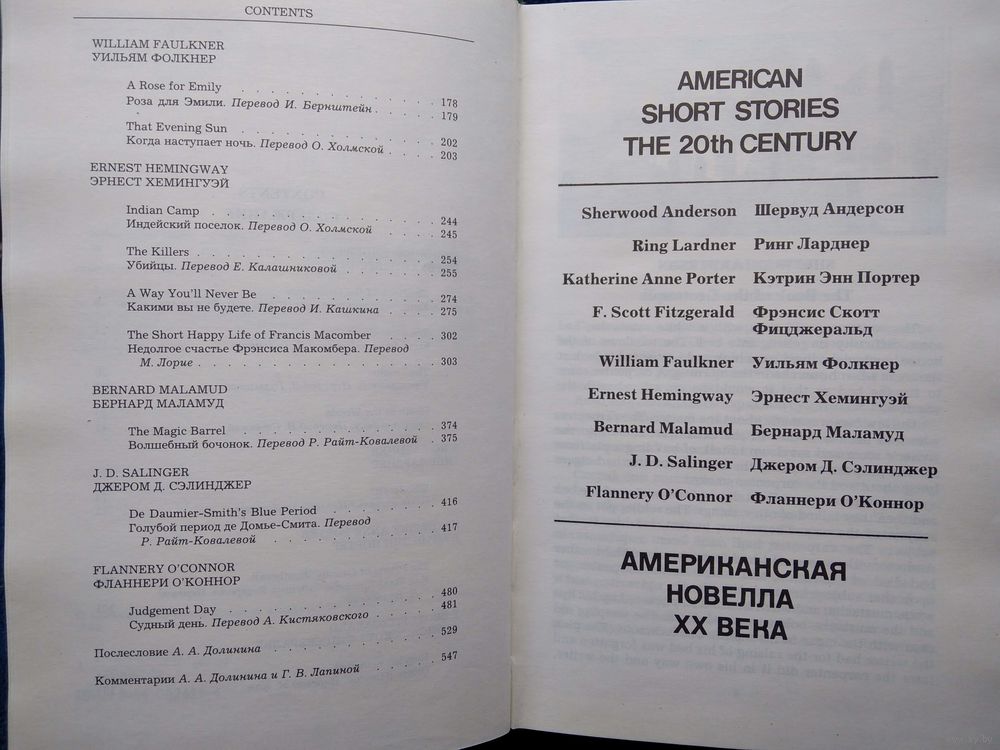 CONTENTS
WILLIAM FAULKNER
УИЛЬЯМ ФОЛКНЕР
A Rose for Emily . . . . . . . . . . . . . 178
Роза для Эмили. Перевод И. Бернштейн . . . . 179
That Evening Sun . . . . . . . . . . . . . 202
Когда наступает ночь. Перевод О. Холмской . . . . 203
ERNEST HEMINGWAY
ЭРНЕСТ ХЕМИНГУЭЙ
Indian Camp . . . . . . . . . . . . . 244
Индейский поселок. Перевод О. Холмской . . . . 245
The Killers . . . . . . . . . . . . . 254
Убийцы. Перевод Е. Калашниковой . . . . . . 255
A Way You'll Never Be . . . . . . . . . . 274
Какими вы не будете. Перевод И. Кашкина . . . . 275
The Short Happy Life of Francis Macomber . . . . 302
Недолгое счастье Фрэнсиса Макомбера. Перевод
М. Лорие . . . . . . . . . . . . . 303
BERNARD MALAMUD
БЕРНАРД МАЛАМУД
The Magic Barrel . . . . . . . . . . . . 374
Волшебный бочонок. Перевод Р. Райт-Ковалевой . 375
J. D. SALINGER
ДЖЕРОМ Д. СЭЛИНДЖЕР
De Daumier–Smith's Blue Period . . . . . . . 416
Голубой период де Домье-Смита. Перевод
Р. Райт-Ковалевой . . . . . . . . . . 417
FLANNERY O'CONNOR
ФЛАННЕРИ О'КОННОР
Judgement Day . . . . . . . . . . . . 480
Судный день. Перевод А. Кистяковского . . . . 481
Послесловие А. А. Долинина . . . . . . . . 529
Комментарии А. А. Долинина и Г. В. Лапиной . . . . 547
AMERICAN
SHORT STORIES
THE 20th CENTURY
Sherwood Anderson Шервуд Андерсон
Ring Lardner Ринг Ларднер
Katherine Anne Porter Кэтрин Энн Портер
F. Scott Fitzgerald Фрэнсис Скотт
Фицджеральд
William Faulkner Уильям Фолкнер
Ernest Hemingway Эрнест Хемингуэй
Bernard Malamud Бернард Маламуд
J. D. Salinger Джером Д. Сэлинджер
Flannery O'Connor Фланнери О'Коннор
АМЕРИКАНСКАЯ
НОВЕЛЛА
XX ВЕКА